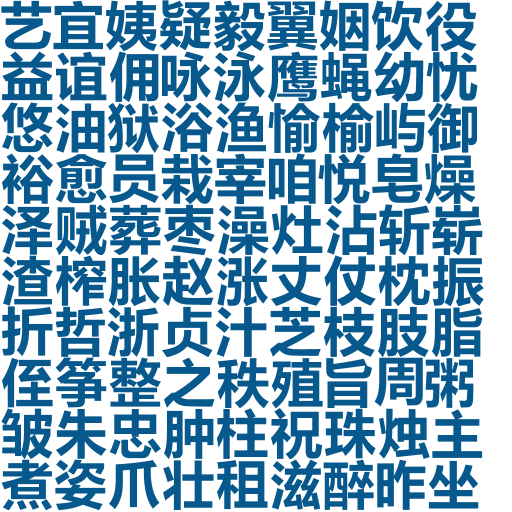 艺宜姨疑毅翼姻饮役
益谊佣咏泳鹰蝇幼忧
悠油狱浴渔愉榆屿御
裕愈员栽宰咱悦皂燥
泽贼葬枣澡灶沾斩崭
渣榨胀赵涨丈仗枕振
折哲浙贞汁芝枝肢脂
侄筝整之秩殖旨周粥
皱朱忠肿柱祝珠烛主
煮姿爪壮租滋醉昨坐